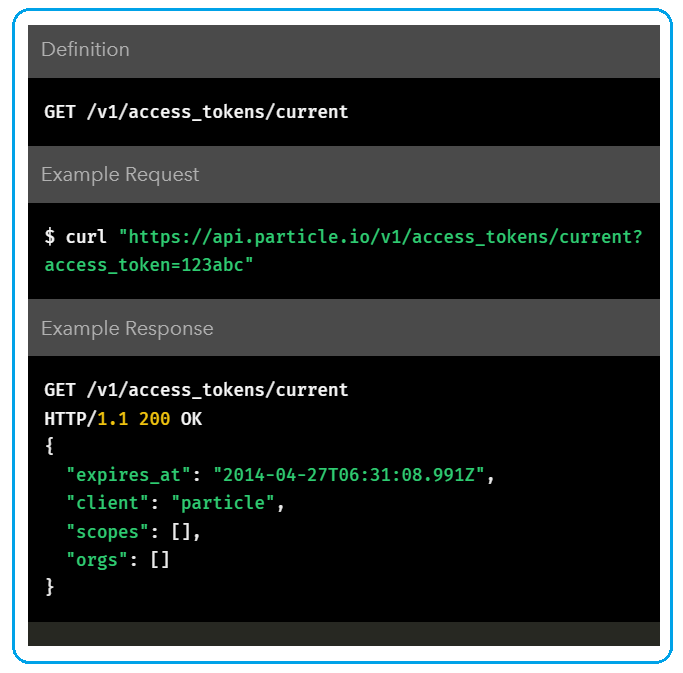 Definition
GET /v1/access_tokens/current
Example Request
$ curl "https://api.particle.io/v1/access_tokens/current?
access_token=123abc"
Example Response
GET /v1/access_tokens/current
HTTP/1.1 200 OK
{
  "expires_at": "2014-04-27T06:31:08.991Z",
  "client": "particle",
  "scopes": [],
  "orgs": []
}